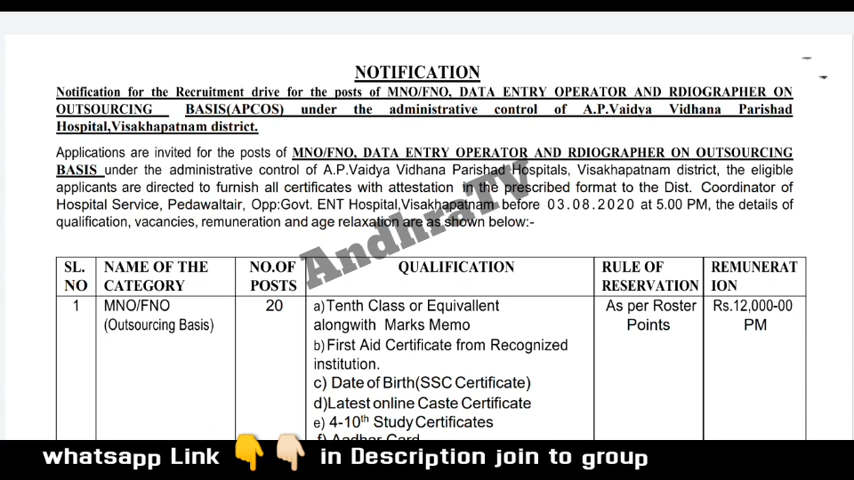 NOTIFICATION
Notification for the Recruitment drive for the posts of MNO/FNO, DATA ENTRY OPERATOR AND RDIOGRAPHER ON
OUTSOURCING BASIS(APCOS) under the administrative control of A.P.Vaidya Vidhana Parishad
Hospital,Visakhapatnam district.
Applications are invited for the posts of MNO/FNO, DATA ENTRY OPERATOR AND RDIOGRAPHER ON OUTSOURCING
BASIS under the administrative control of A.P.Vaidya Vidhana Parishad Hospitals, Visakhapatnam district, the eligible
applicants are directed to furnish all certificates with attestation in the prescribed format to the Dist. Coordinator of
Hospital Service, Pedawaltair, Opp:Govt. ENT Hospital,Visakhapatnam before 03.08.2020 at 5.00 PM, the details of
qualification, vacancies, remuneration and age relaxation are as shown below:-
AndhraTv
SL. NAME OF THE NO.OF QUALIFICATION RULE OF REMUNERAT
NO CATEGORY POSTS RESERVATION ION
1 MNO/FNO 20 a)Tenth Class or Equivallent As per Roster Rs.12,000-00
(Outsourcing Basis) alongwith Marks Memo Points PM
b)First Aid Certificate from Recognized
institution.
c) Date of Birth(SSC Certificate)
d)Latest online Caste Certificate
e) 4-10th Study Certificates
f) Aadhar Card
whatsapp Link 👇 👇🏻 in Description join to group